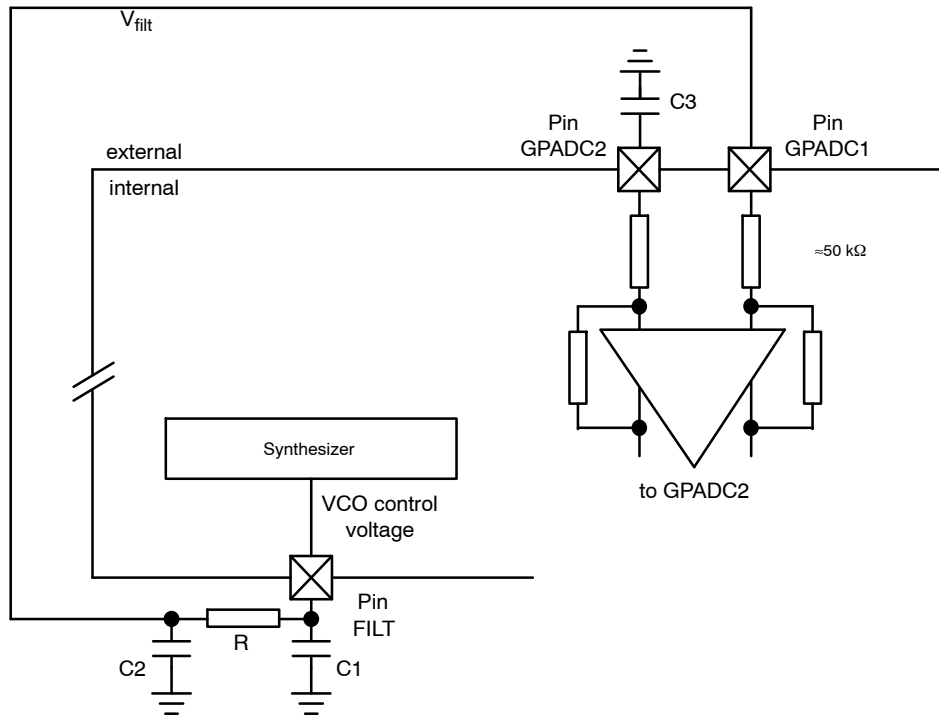 Vfilt
C3
Pin
GPADC2
Pin
GPADC1
external
internal
≈50 kΩ
Synthesizer
to GPADC2
VCO control
voltage
Pin
FILT
R
C2
C1